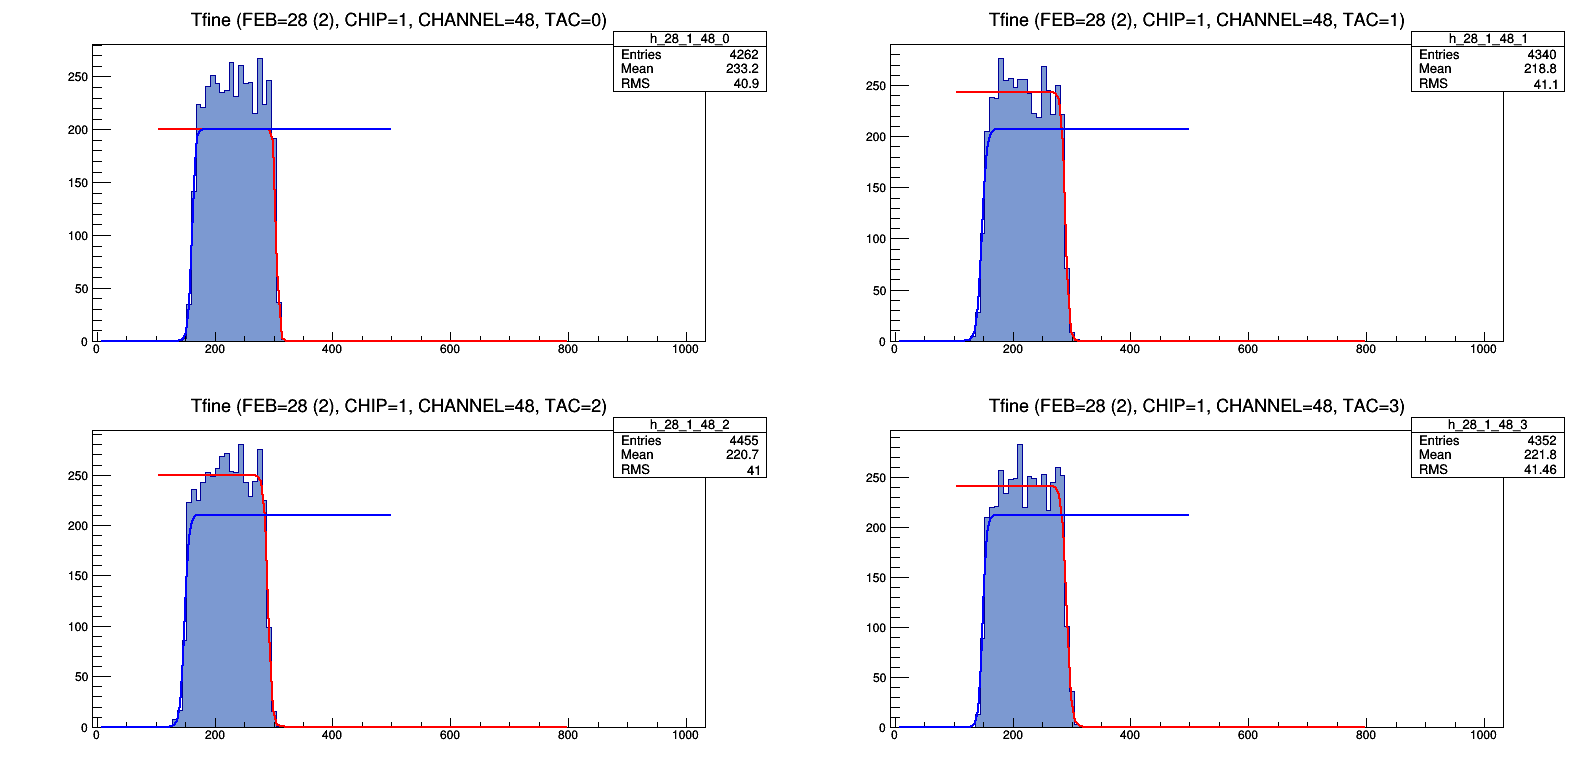 Tfine (FEB=28 (2), CHIP=1, CHANNEL=48, TAC=0)
h_28_1_48_0
Entries 4262
Mean 233.2
RMS 40.9
250
200
150
100
50
0
0 200 400 600 800 1000
Tfine (FEB=28 (2), CHIP=1, CHANNEL=48, TAC=1)
h_28_1_48_1
Entries 4340
Mean 218.8
RMS 41.1
250
200
150
100
50
0
0 200 400 600 800 1000
Tfine (FEB=28 (2), CHIP=1, CHANNEL=48, TAC=2)
h_28_1_48_2
Entries 4455
Mean 220.7
RMS 41
250
200
150
100
50
0
0 200 400 600 800 1000
Tfine (FEB=28 (2), CHIP=1, CHANNEL=48, TAC=3)
h_28_1_48_3
Entries 4352
Mean 221.8
RMS 41.46
250
200
150
100
50
0
0 200 400 600 800 1000